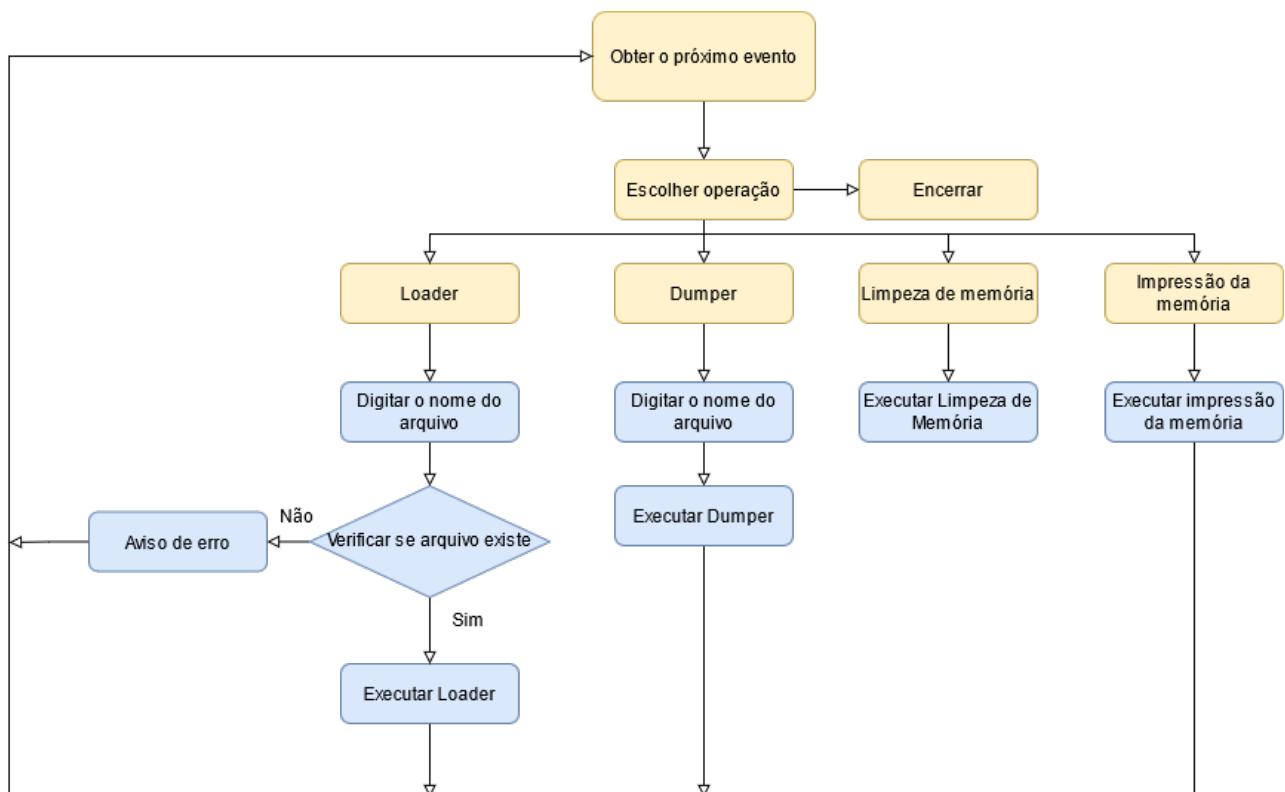 Obter o próximo evento
Escolher operação
Encerrar
Loader
Dumper
Limpeza de memória
Impressão da
memória
Digitar o nome do
arquivo
Digitar o nome do
arquivo
Executar Limpeza de
Memória
Executar impressão
da memória
Verificar se arquivo existe
Não
Aviso de erro
Executar Dumper
Sim
Executar Loader